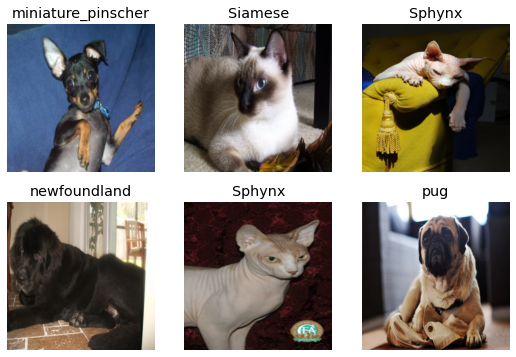 miniature_pinscher
Siamese
Sphynx
newfoundland
Sphynx
pug